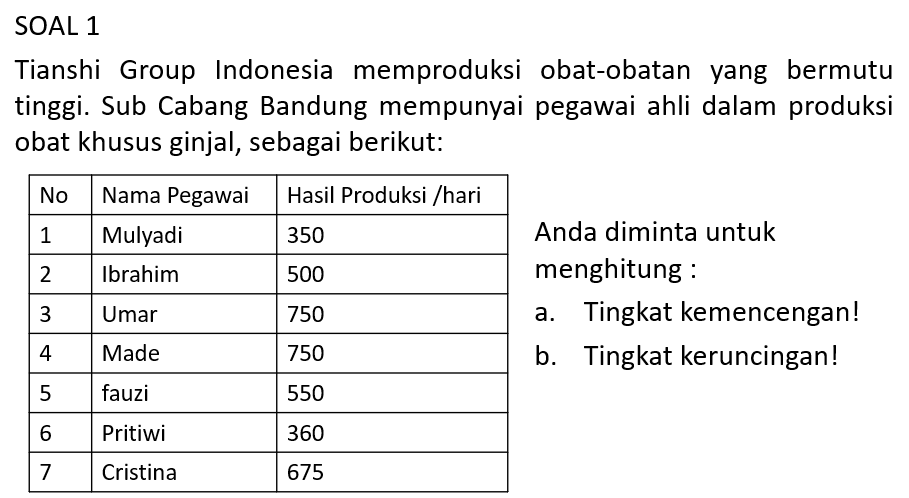 SOAL 1
Tianshi Group Indonesia memproduksi obat-obatan yang bermutu
tinggi. Sub Cabang Bandung mempunyai pegawai ahli dalam produksi
obat khusus ginjal, sebagai berikut:
No Nama Pegawai Hasil Produksi /hari
1 Mulyadi 350
2 Ibrahim 500
3 Umar 750
4 Made 750
5 fauzi 550
6 Pritiwi 360
7 Cristina 675
Anda diminta untuk
menghitung :
a. Tingkat kemencengan!
b. Tingkat keruncingan!